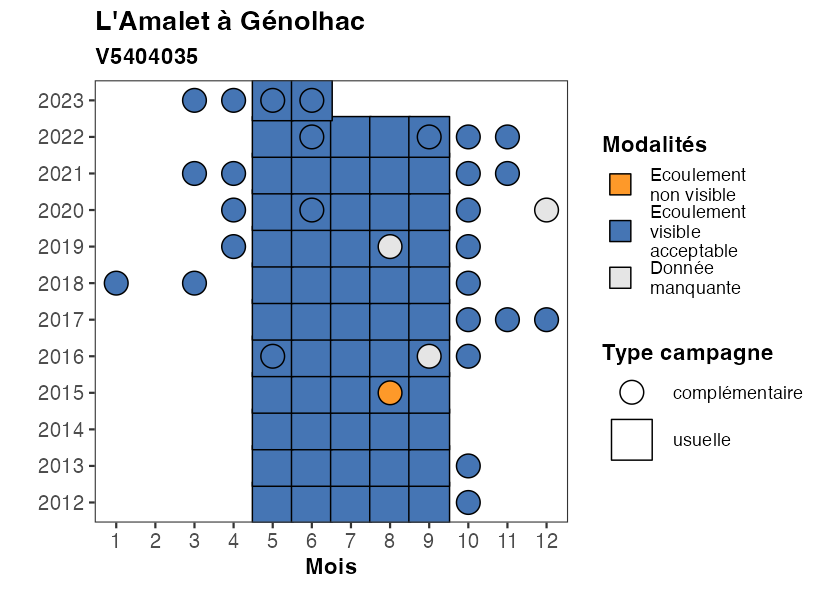 L'Amalet à Génolhac
V5404035
2023
2022
2021
2020
2019
2018
2017
2016
2015
2014
2013
2012
1 2 3 4 5 6 7 8 9 10 11 12
Mois
Modalités
Ecoulement
non visible
Ecoulement
visible
acceptable
Donnée
manquante
Type campagne
complémentaire
usuelle